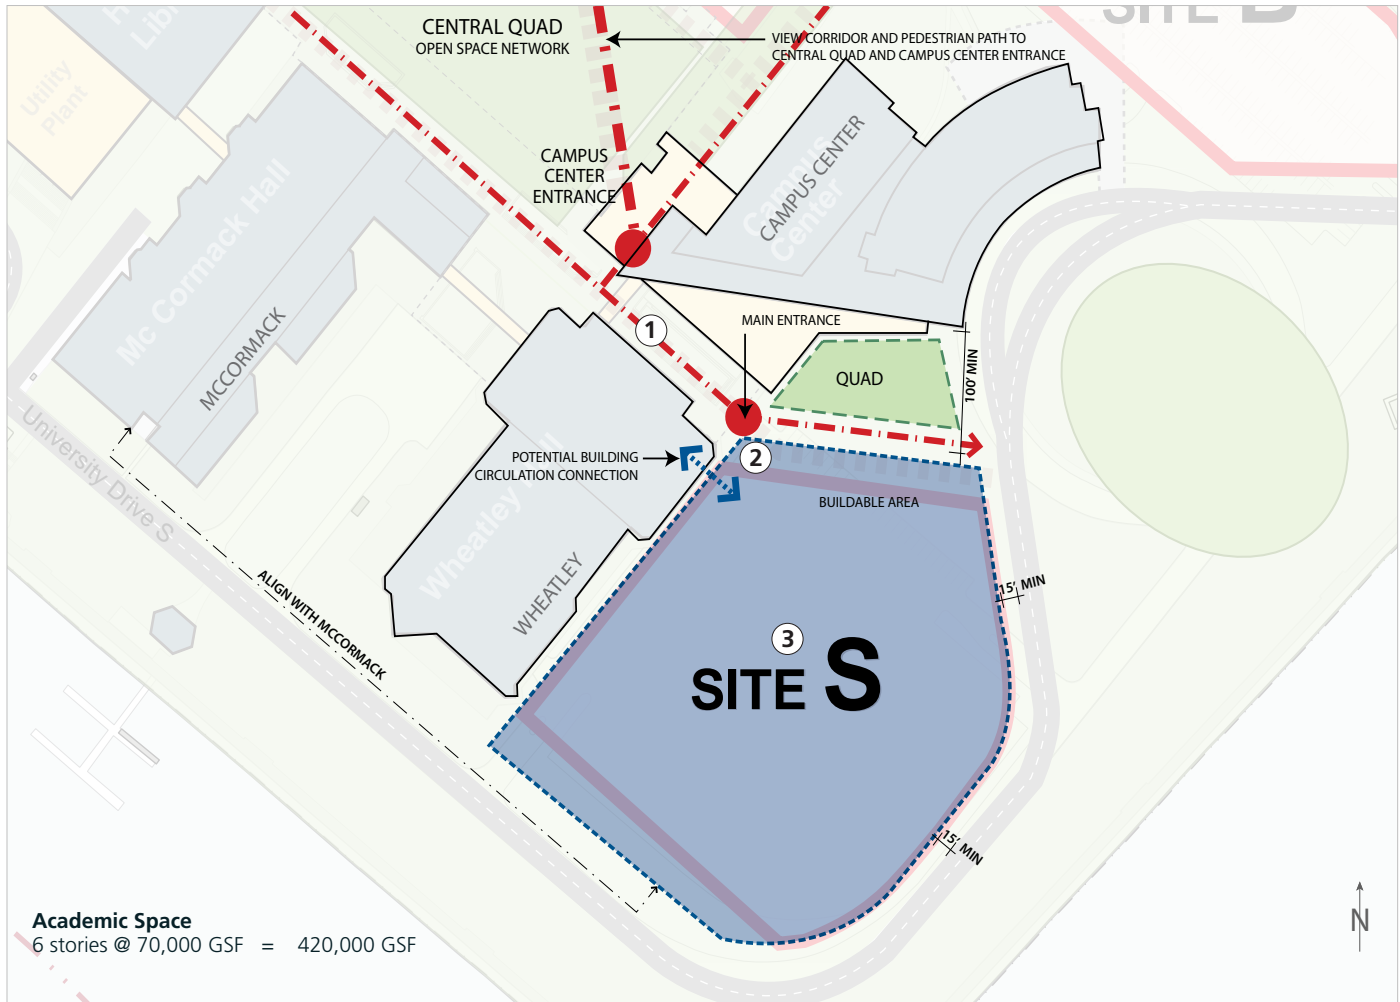 SITE B
CENTRAL QUAD
OPEN SPACE NETWORK
VIEW CORRIDOR AND PEDESTRIAN PATH TO
CENTRAL QUAD AND CAMPUS CENTER ENTRANCE
Utility
Plant
CAMPUS
CENTER
ENTRANCE
CAMPUS CENTER
Campus
Center
Mc Cormack Hall
MCCORMACK
1
MAIN ENTRANCE
QUAD
100' MIN
University Drive S
POTENTIAL BUILDING
CIRCULATION CONNECTION
2
BUILDABLE AREA
WHEATLEY
ALIGN WITH MCCORMACK
15' MIN
3
SITE S
15' MIN
Academic Space
6 stories @ 70,000 GSF = 420,000 GSF
N